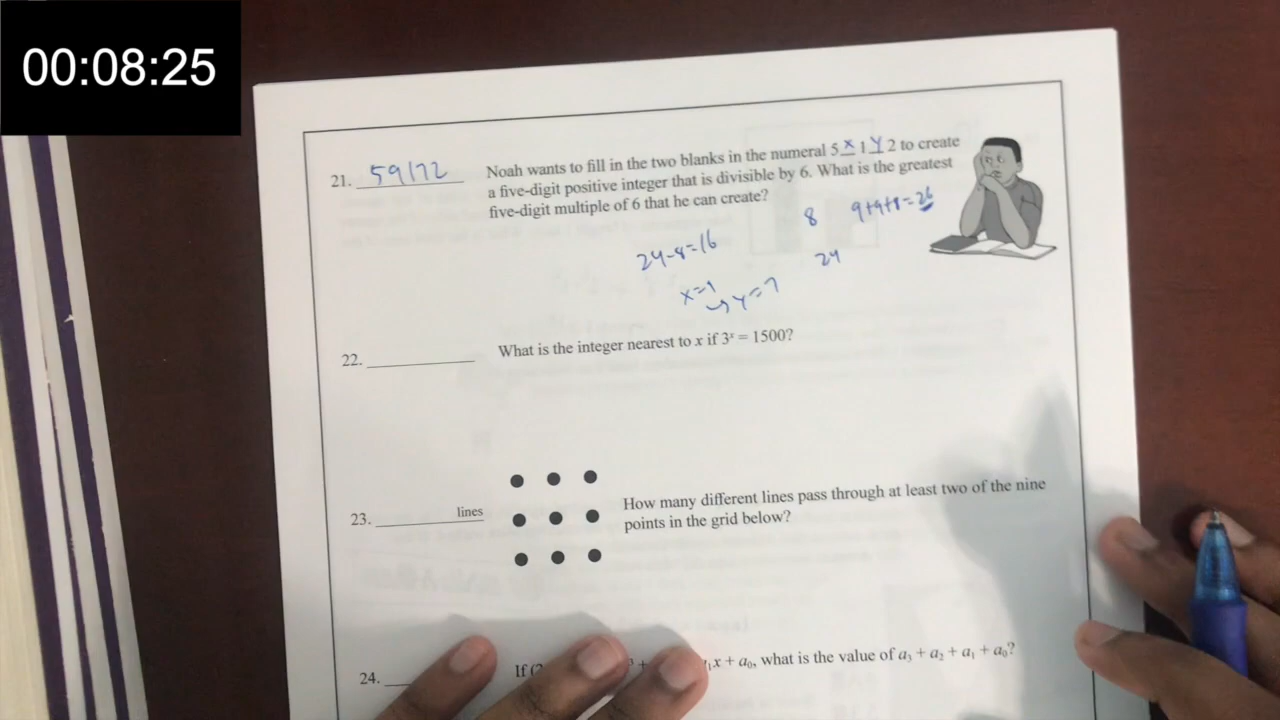 00:08:25
21. 59172 Noah wants to fill in the two blanks in the numeral 5 x 1 y 2 to create
a five-digit positive integer that is divisible by 6. What is the greatest
five-digit multiple of 6 that he can create?
8 9+9+8=26
24-8=16 24
x=9
→ y=7
22. What is the integer nearest to x if 3ˣ = 1500?
23. lines How many different lines pass through at least two of the nine
points in the grid below?
24. If x + a₀, what is the value of a₃ + a₂ + a₁ + a₀?